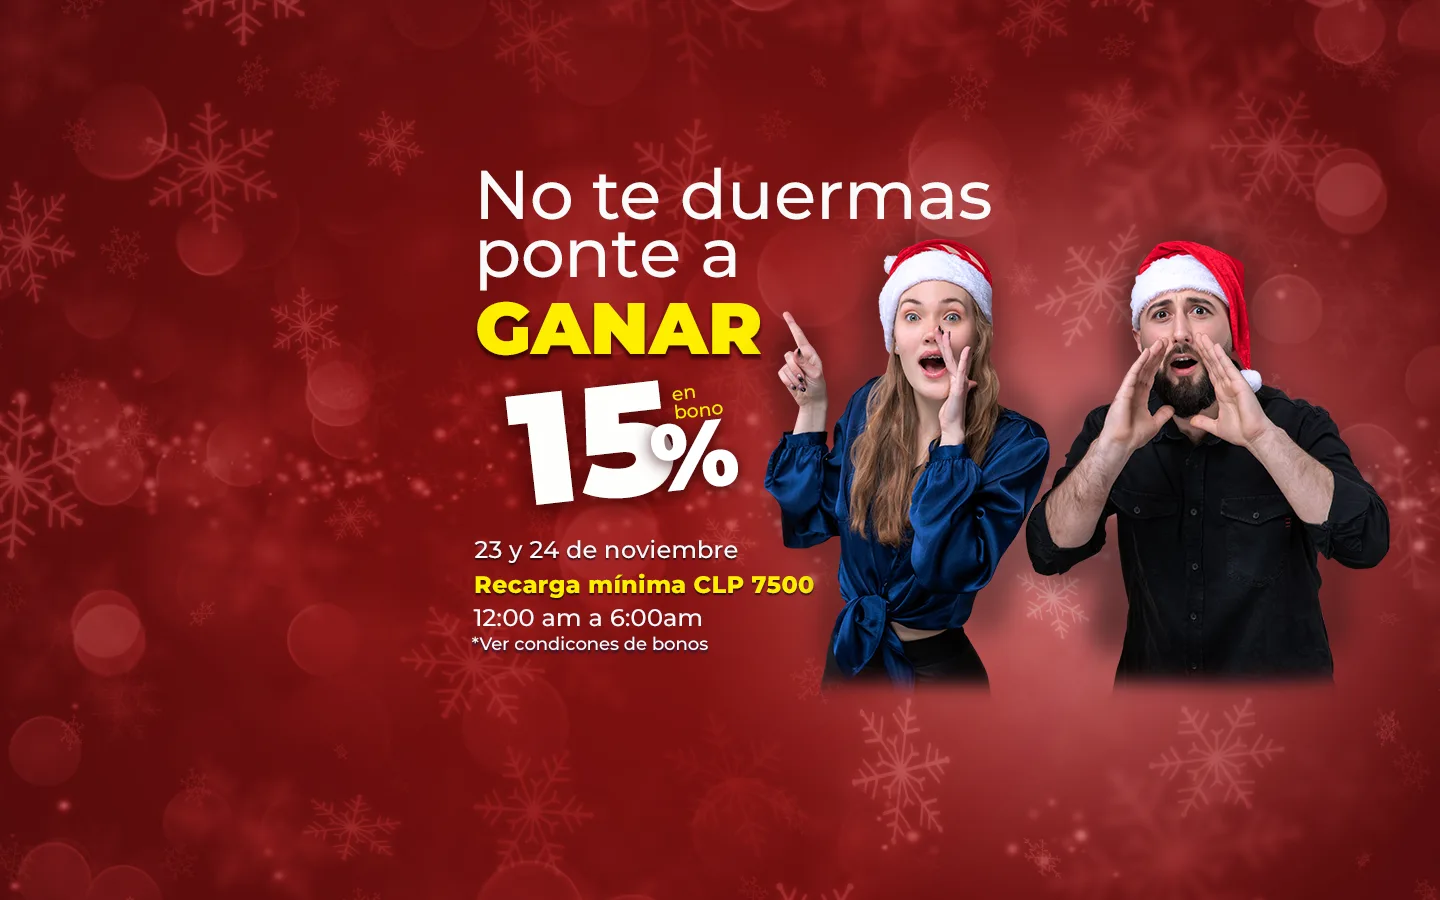 No te duermas
ponte a
GANAR
15%
en
bono
23 y 24 de noviembre
Recarga mínima CLP 7500
12:00 am a 6:00am
*Ver condicones de bonos